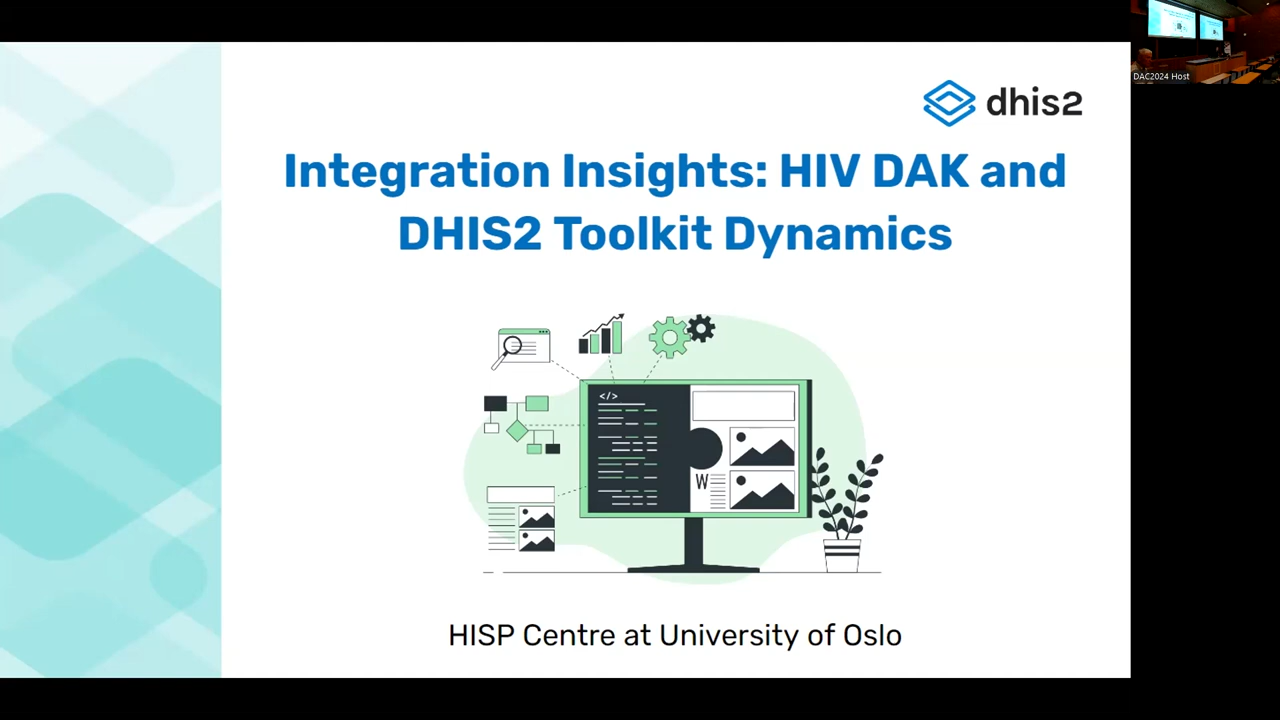 DAC2024 Host
dhis2
Integration Insights: HIV DAK and
DHIS2 Toolkit Dynamics
</>
W
HISP Centre at University of Oslo